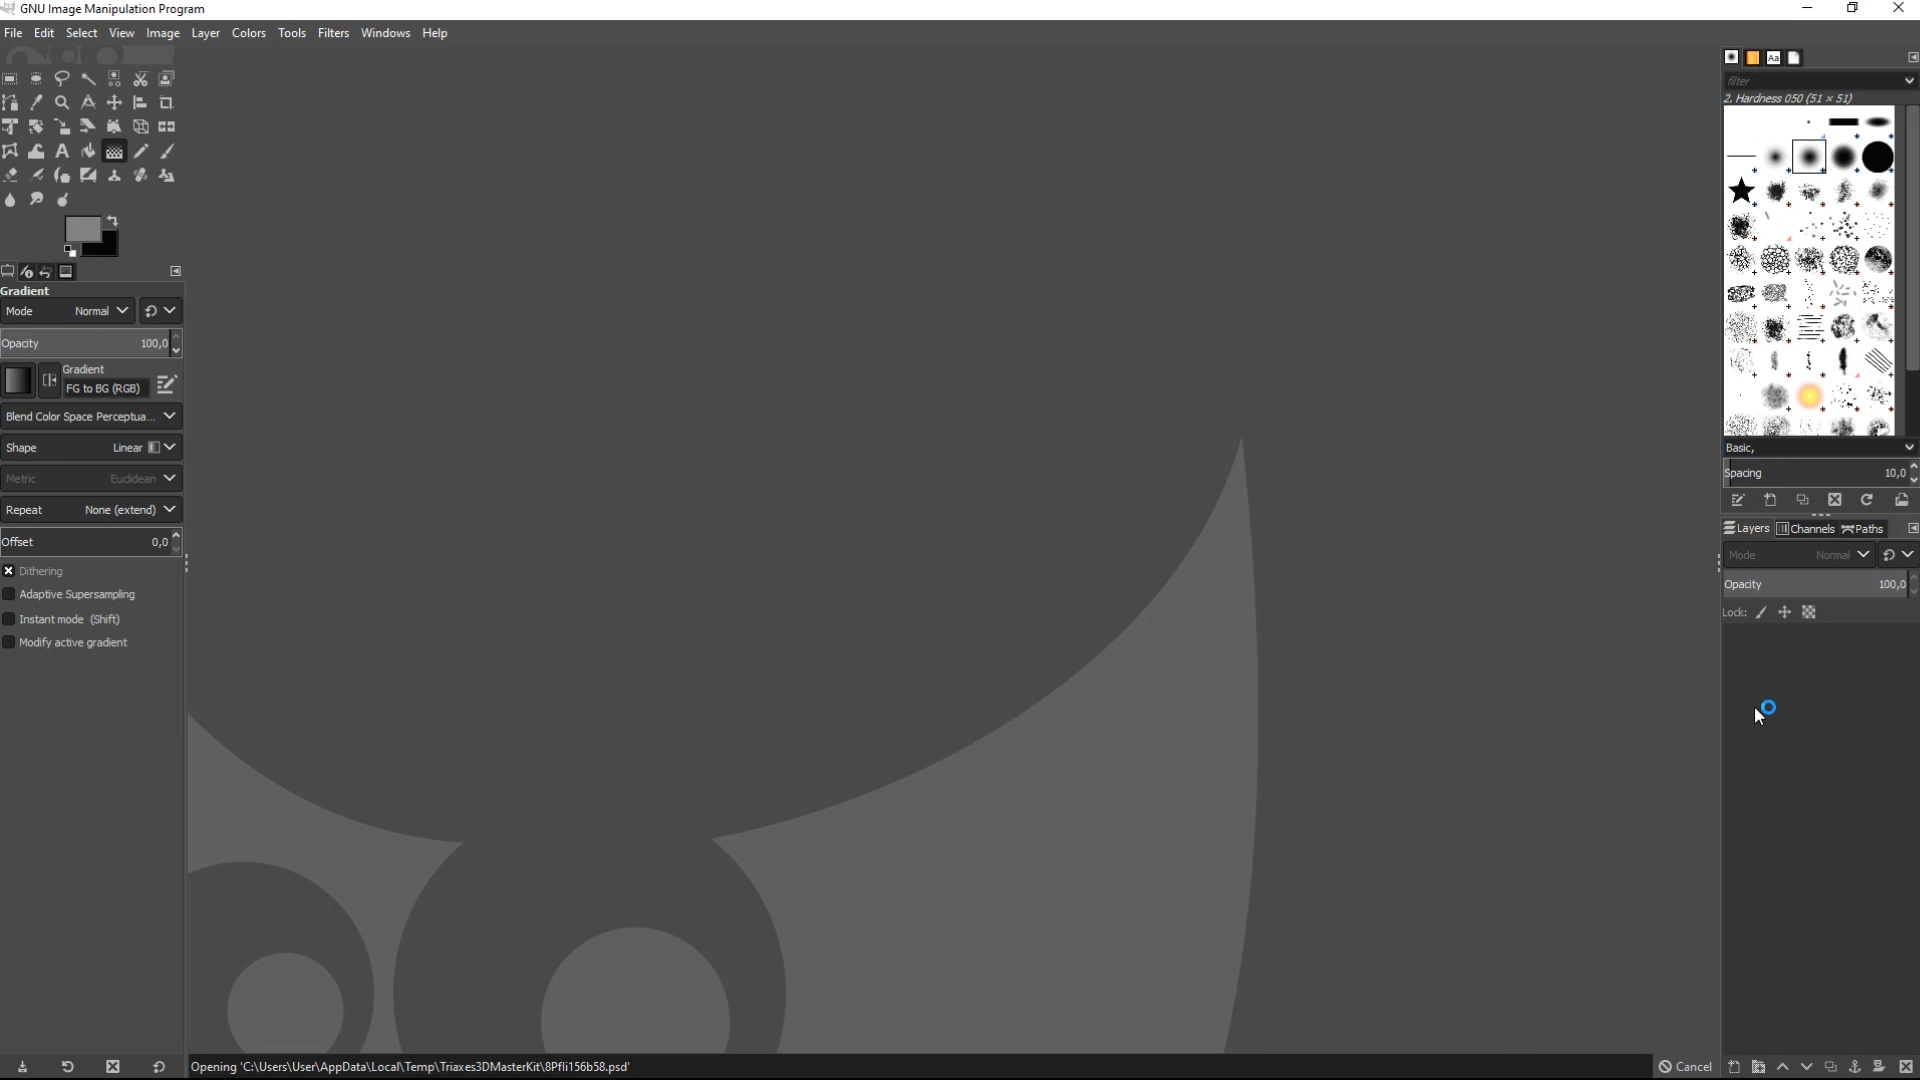 GNU Image Manipulation Program
File Edit Select View Image Layer Colors Tools Filters Windows Help
filter
2. Hardness 050 (51 × 51)
Gradient
Mode Normal
Opacity 100,0
Gradient
FG to BG (RGB)
Blend Color Space Perceptua...
Shape Linear
Metric Euclidean
Repeat None (extend)
Offset 0,0
Dithering
Adaptive Supersampling
Instant mode (Shift)
Modify active gradient
Basic,
Spacing 10,0
Layers Channels Paths
Mode Normal
Opacity 100,0
Lock:
Opening 'C:\Users\User\AppData\Local\Temp\Triaxes3DMasterKit\8Pfli156b58.psd'
Cancel